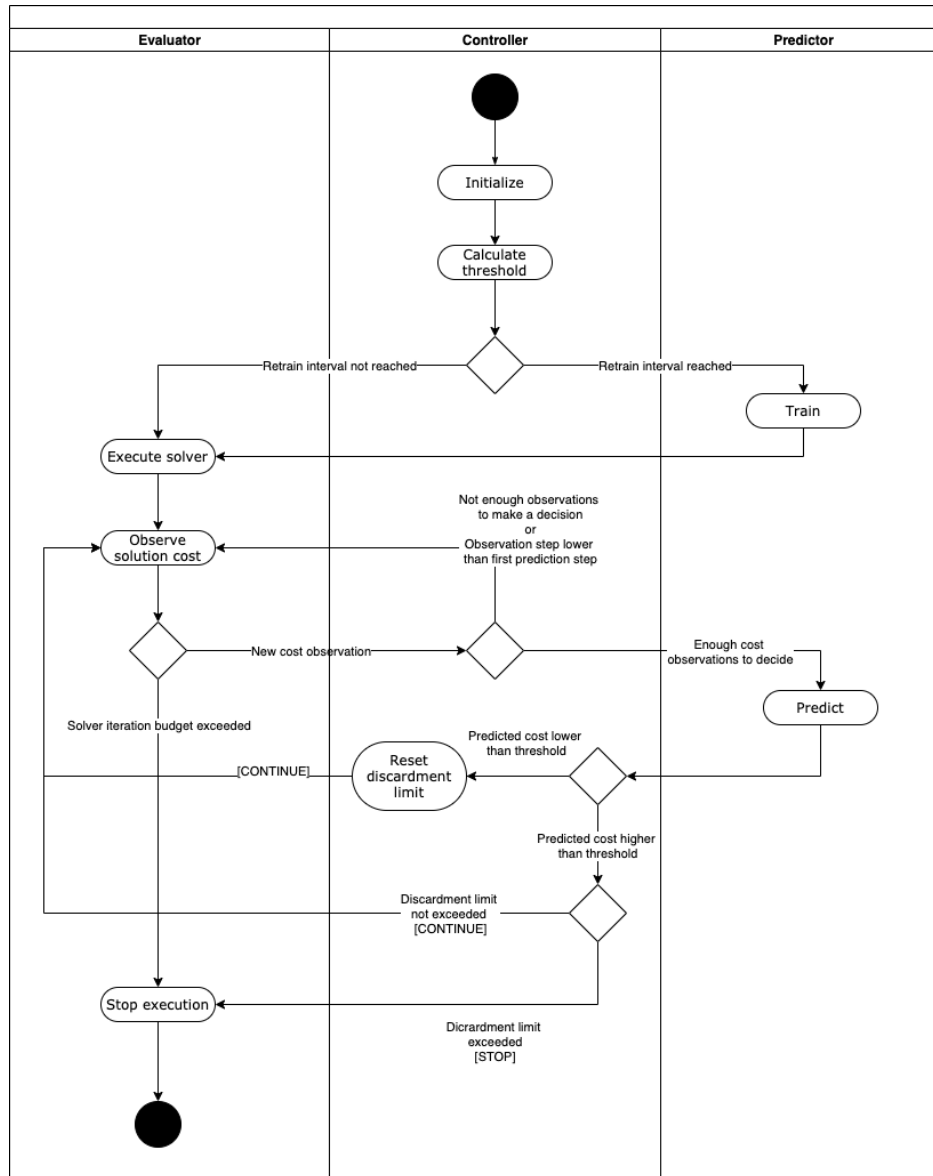 Evaluator
Controller
Predictor
Initialize
Calculate
threshold
Retrain interval not reached
Retrain interval reached
Train
Execute solver
Not enough observations
to make a decision
or
Observation step lower
than first prediction step
Observe
solution cost
New cost observation
Enough cost
observations to decide
Predict
Solver iteration budget exceeded
Predicted cost lower
than threshold
Reset
discardment
limit
[CONTINUE]
Predicted cost higher
than threshold
Discardment limit
not exceeded
[CONTINUE]
Stop execution
Dicrardment limit
exceeded
[STOP]